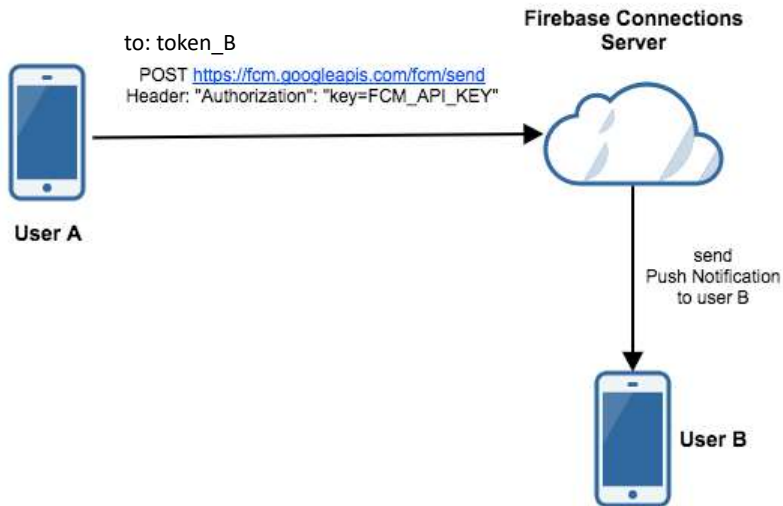 Firebase Connections
Server
to: token_B
POST https://fcm.googleapis.com/fcm/send
Header: "Authorization": "key=FCM_API_KEY"
User A
send
Push Notification
to user B
User B